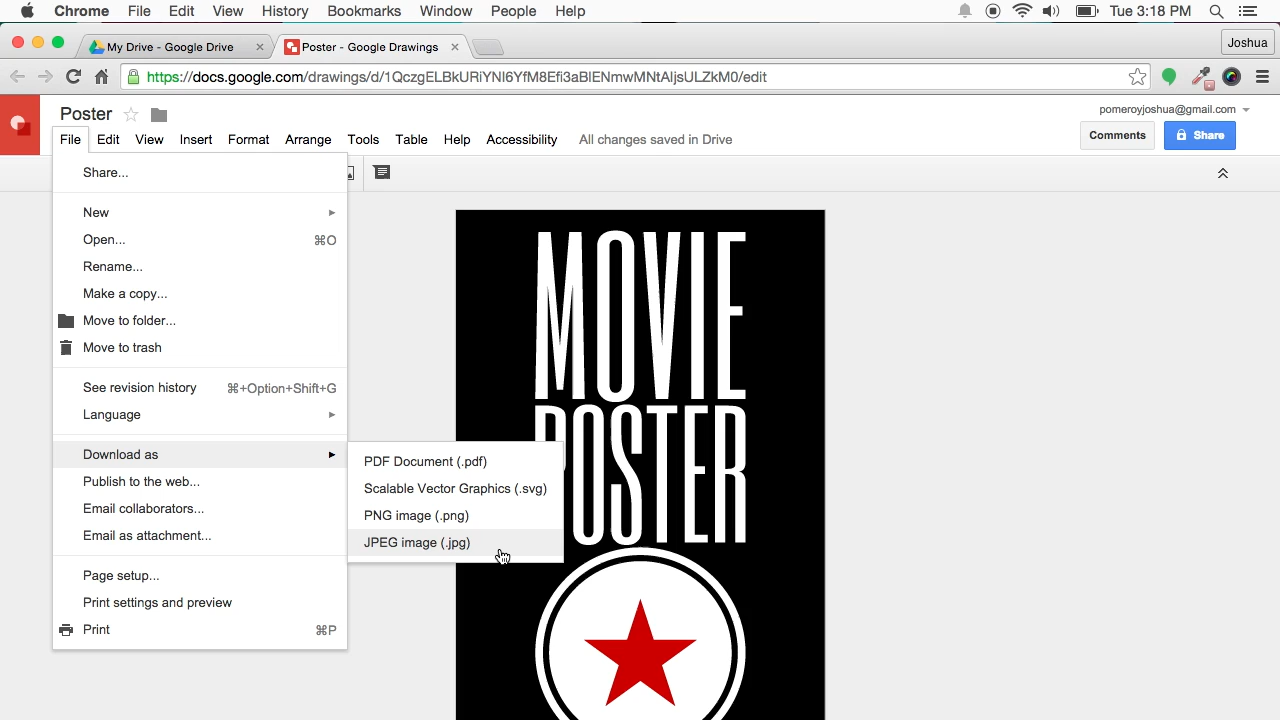 Chrome File Edit View History Bookmarks Window People Help Tue 3:18 PM
My Drive - Google Drive
Poster - Google Drawings
Joshua
https://docs.google.com/drawings/d/1QczgELBkURiYNI6YfM8Efi3aBIENmwMNtAljsULZkM0/edit
Poster
pomeroyjoshua@gmail.com
File Edit View Insert Format Arrange Tools Table Help Accessibility All changes saved in Drive
Comments
Share
Share...
New
Open... ⌘O
Rename...
Make a copy...
Move to folder...
Move to trash
See revision history ⌘+Option+Shift+G
Language
Download as
Publish to the web...
Email collaborators...
Email as attachment...
Page setup...
Print settings and preview
Print ⌘P
PDF Document (.pdf)
Scalable Vector Graphics (.svg)
PNG image (.png)
JPEG image (.jpg)
MOVIE
POSTER